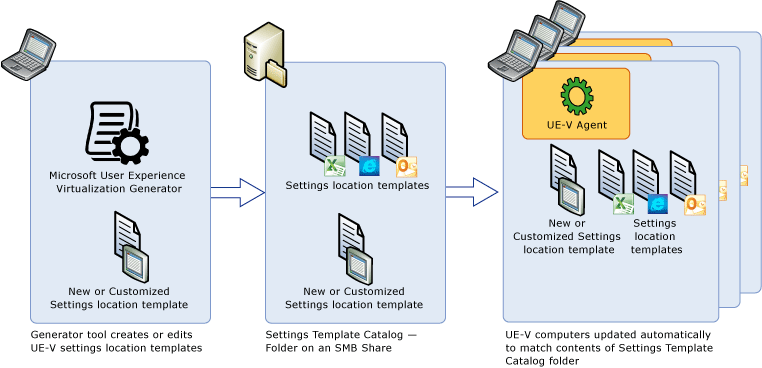 Microsoft User Experience
Virtualization Generator
New or Customized
Settings location template
Generator tool creates or edits
UE-V settings location templates
Settings location templates
New or Customized
Settings location template
Settings Template Catalog —
Folder on an SMB Share
UE-V Agent
New or
Customized Settings
location template
Settings
location
templates
UE-V computers updated automatically
to match contents of Settings Template
Catalog folder